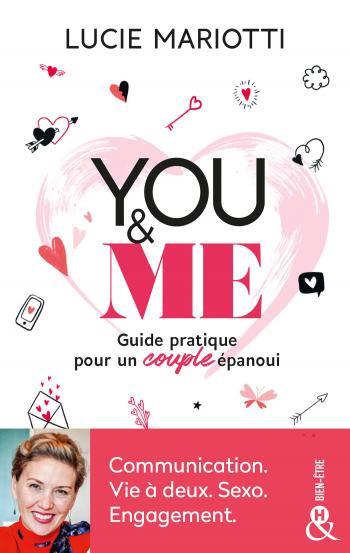 LUCIE MARIOTTI
YOU
&
ME
Guide pratique
pour un couple épanoui
Communication.
Vie à deux. Sexo.
Engagement.
BIEN-ÊTRE
&H